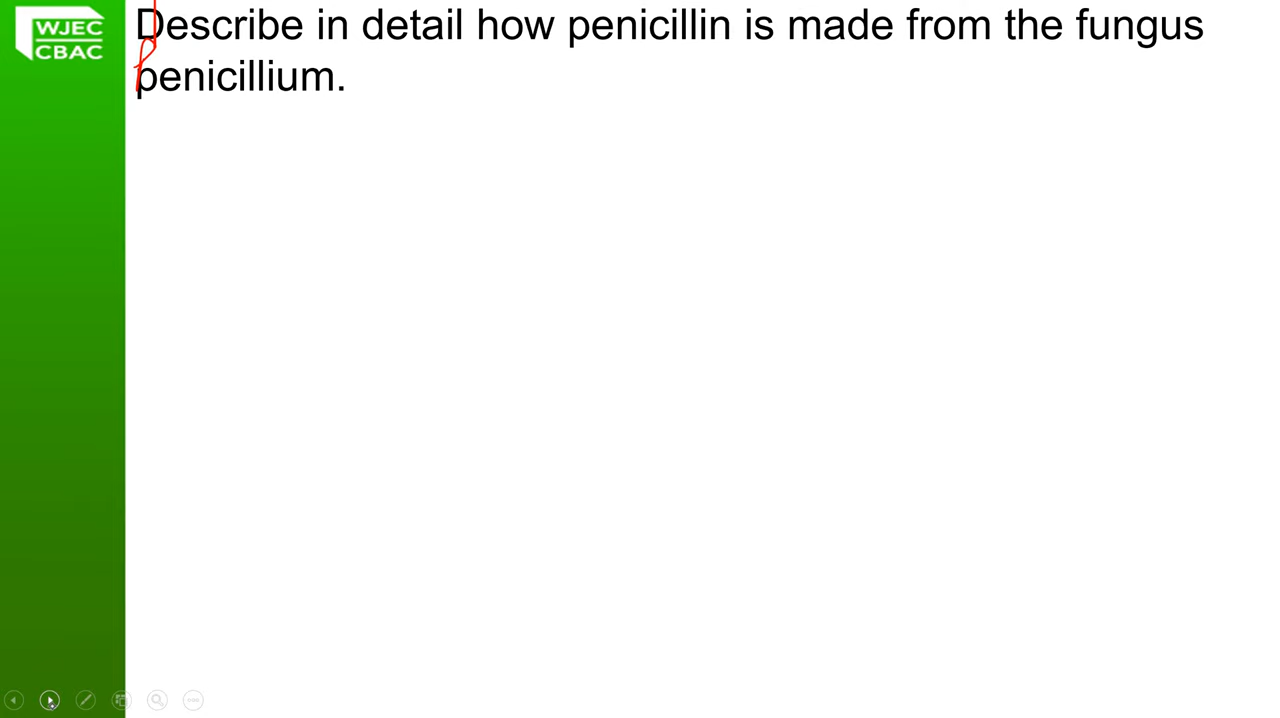 WJEC
CBAC
Describe in detail how penicillin is made from the fungus
penicillium.